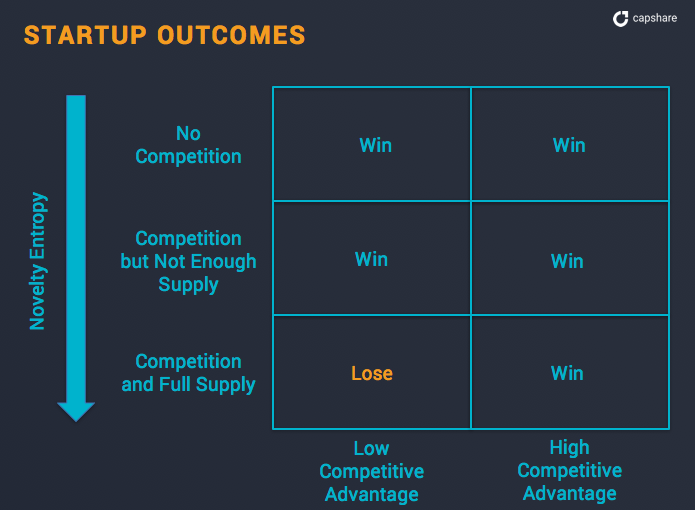 capshare
STARTUP OUTCOMES
Novelty Entropy
No
Competition
Win
Win
Competition
but Not Enough
Supply
Win
Win
Competition
and Full Supply
Lose
Win
Low
Competitive
Advantage
High
Competitive
Advantage